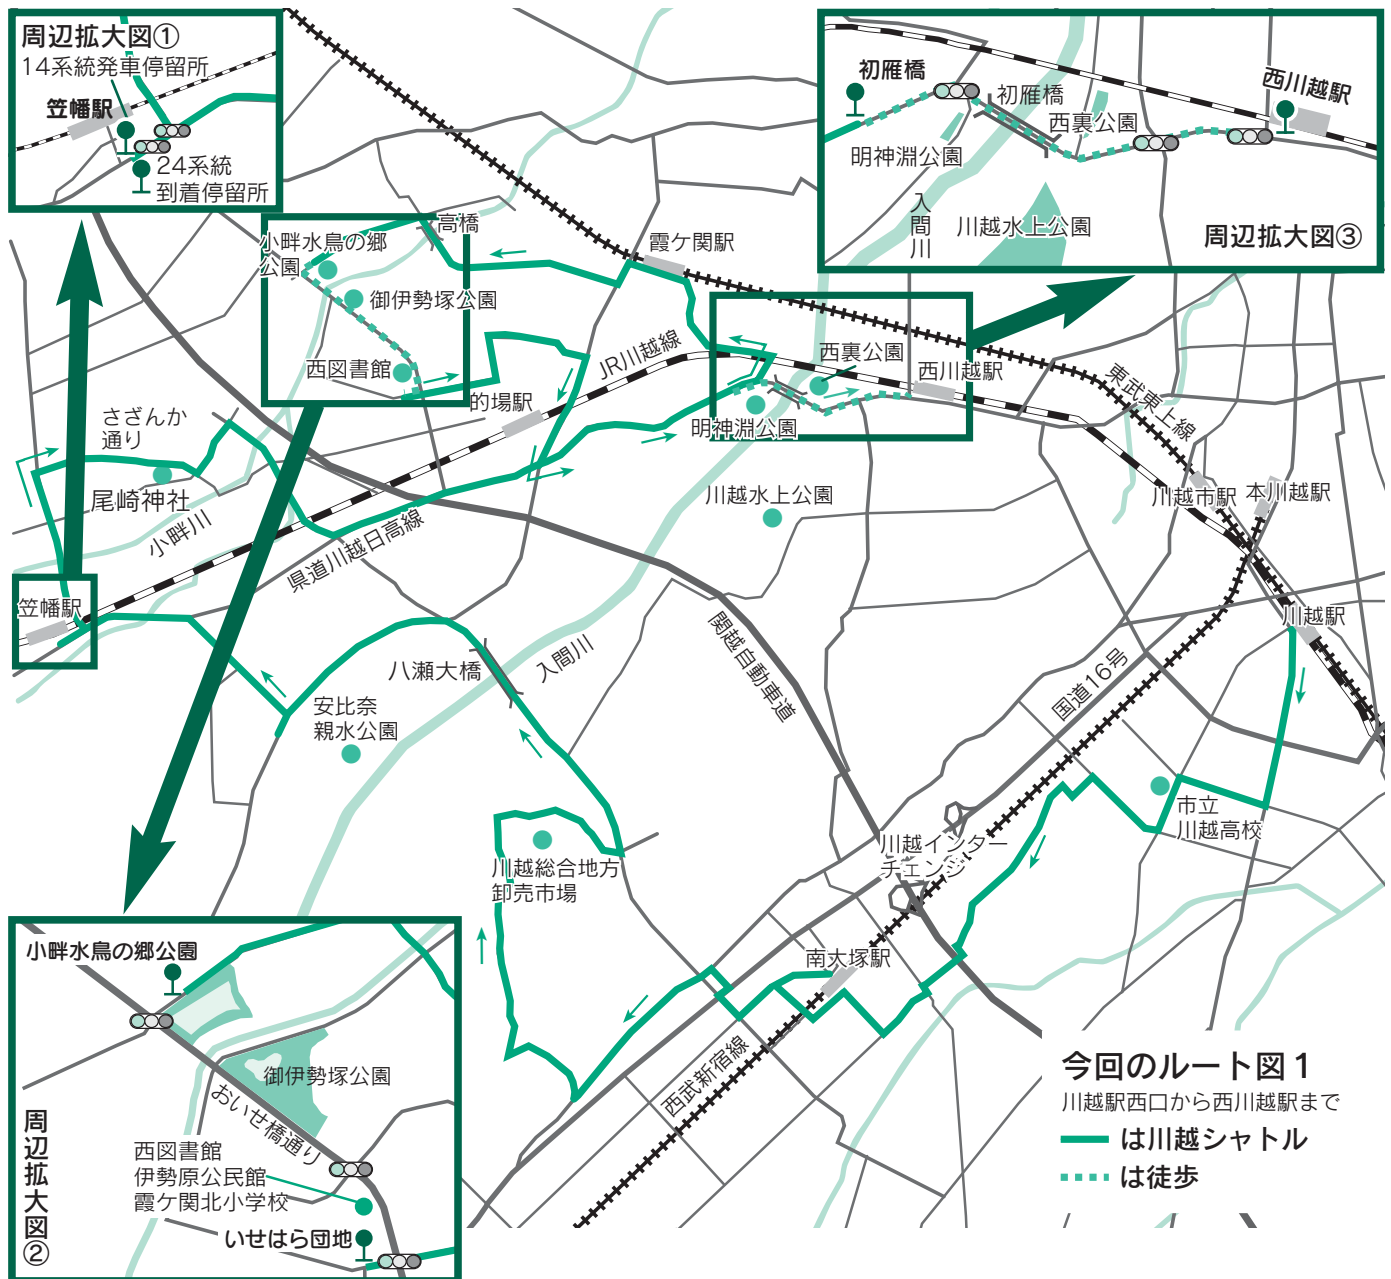 周辺拡大図①
14系統発車停留所
笠幡駅
24系統
到着停留所
初雁橋
初雁橋
西裏公園
西川越駅
明神淵公園
入間川
川越水上公園
周辺拡大図③
高橋
小畔水鳥の郷
公園
御伊勢塚公園
西図書館
霞ケ関駅
JR川越線
的場駅
西裏公園
西川越駅
明神淵公園
東武東上線
さざんか
通り
尾崎神社
小畔川
県道川越日高線
川越水上公園
川越市駅
本川越駅
笠幡駅
川越駅
八瀬大橋
入間川
関越自動車道
国道16号
安比奈
親水公園
市立
川越高校
川越総合地方
卸売市場
川越インター
チェンジ
南大塚駅
西武新宿線
小畔水鳥の郷公園
御伊勢塚公園
おいせ橋通り
周辺拡大図②
西図書館
伊勢原公民館
霞ケ関北小学校
いせはら団地
今回のルート図1
川越駅西口から西川越駅まで
は川越シャトル
は徒歩